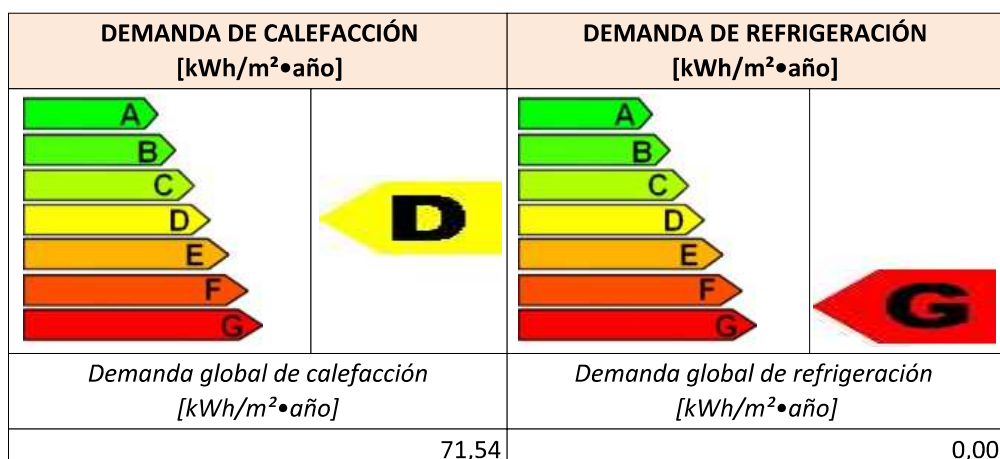 DEMANDA DE CALEFACCIÓN
[kWh/m²•año]
DEMANDA DE REFRIGERACIÓN
[kWh/m²•año]
A
B
C
D
E
F
G
D
A
B
C
D
E
F
G
G
Demanda global de calefacción
[kWh/m²•año]
Demanda global de refrigeración
[kWh/m²•año]
71,54
0,00